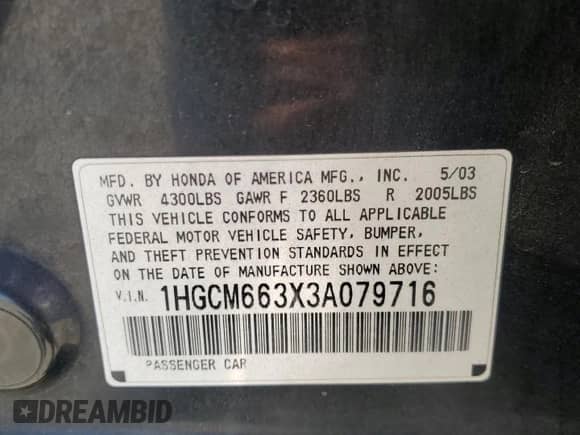 MFD. BY HONDA OF AMERICA MFG., INC. 5/03
GVWR 4300LBS GAWR F 2360LBS R 2005LBS
THIS VEHICLE CONFORMS TO ALL APPLICABLE
FEDERAL MOTOR VEHICLE SAFETY, BUMPER,
AND THEFT PREVENTION STANDARDS IN EFFECT
ON THE DATE OF MANUFACTURE SHOWN ABOVE:
V.I.N. 1HGCM663X3A079716
PASSENGER CAR
DREAMBID